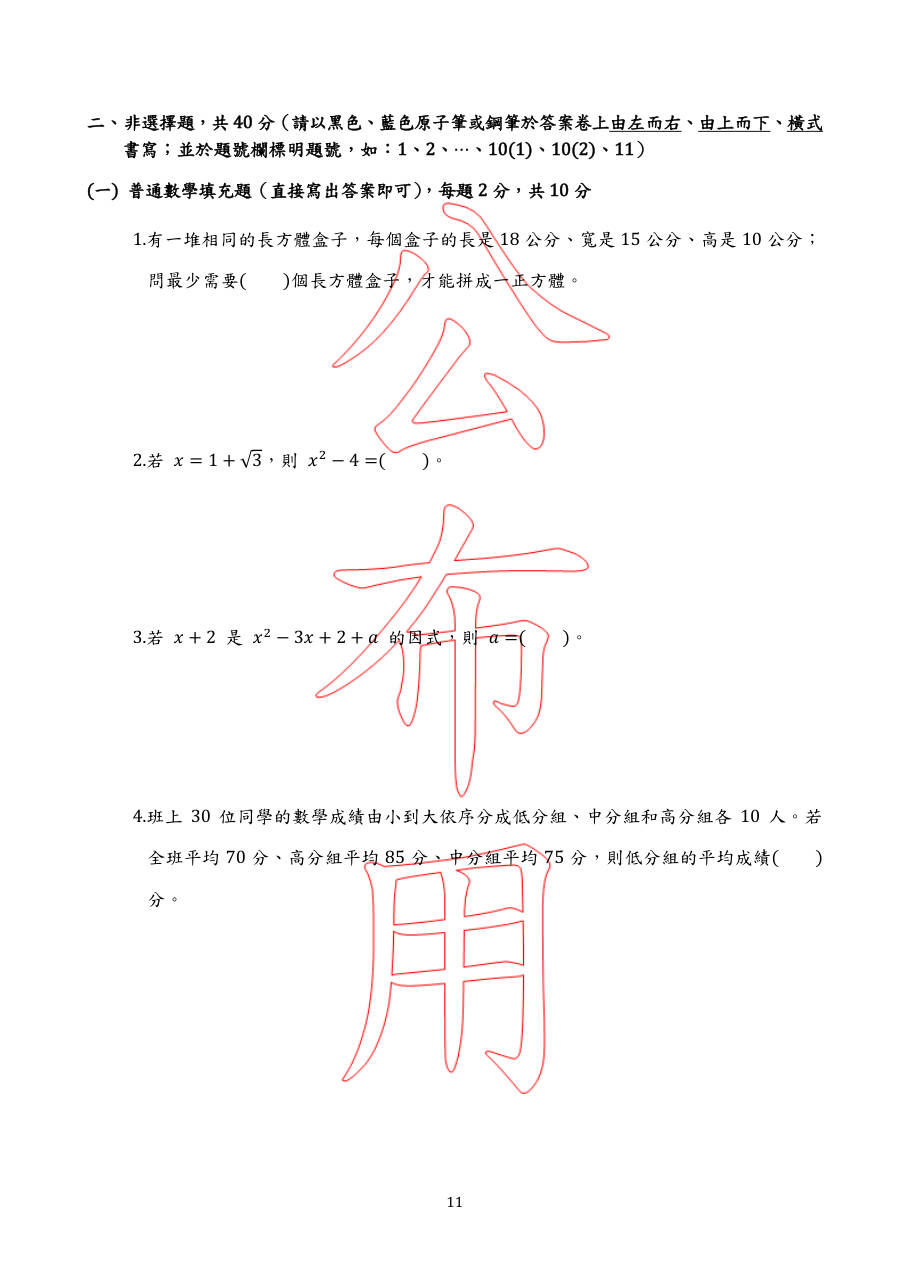 二、非選擇題，共 40 分（請以黑色、藍色原子筆或鋼筆於答案卷上由左而右、由上而下、橫式
書寫；並於題號欄標明題號，如：1、2、⋯、10(1)、10(2)、11）
(一) 普通數學填充題（直接寫出答案即可），每題 2 分，共 10 分
1.有一堆相同的長方體盒子，每個盒子的長是 18 公分、寬是 15 公分、高是 10 公分；
問最少需要(　　)個長方體盒子，才能拼成一正方體。
2.若 x = 1 + √3，則 x² − 4 =(　　)。
3.若 x + 2 是 x² − 3x + 2 + a 的因式，則 a =(　　)。
4.班上 30 位同學的數學成績由小到大依序分成低分組、中分組和高分組各 10 人。若
全班平均 70 分、高分組平均 85 分、中分組平均 75 分，則低分組的平均成績(　　)
分。
公
布
用
11